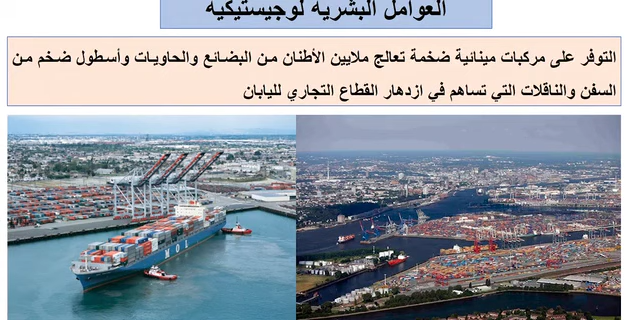 العوامل البشرية لوجيستيكية
التوفر على مركبات مينائية ضخمة تعالج ملايين الأطنان من البضائع والحاويات وأسطول ضخم من
السفن والناقلات التي تساهم في ازدهار القطاع التجاري لليابان
MOL